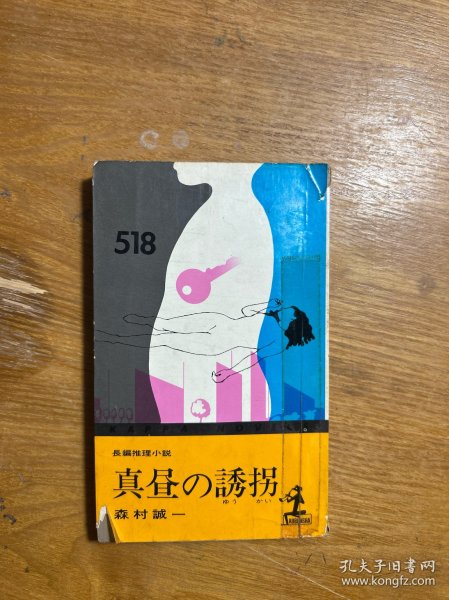 518
KAPPA NOVELS
長編推理小説
真昼の誘拐
ゆう かい
森村誠一
KOBUNSHA
孔夫子旧书网
www.kongfz.com